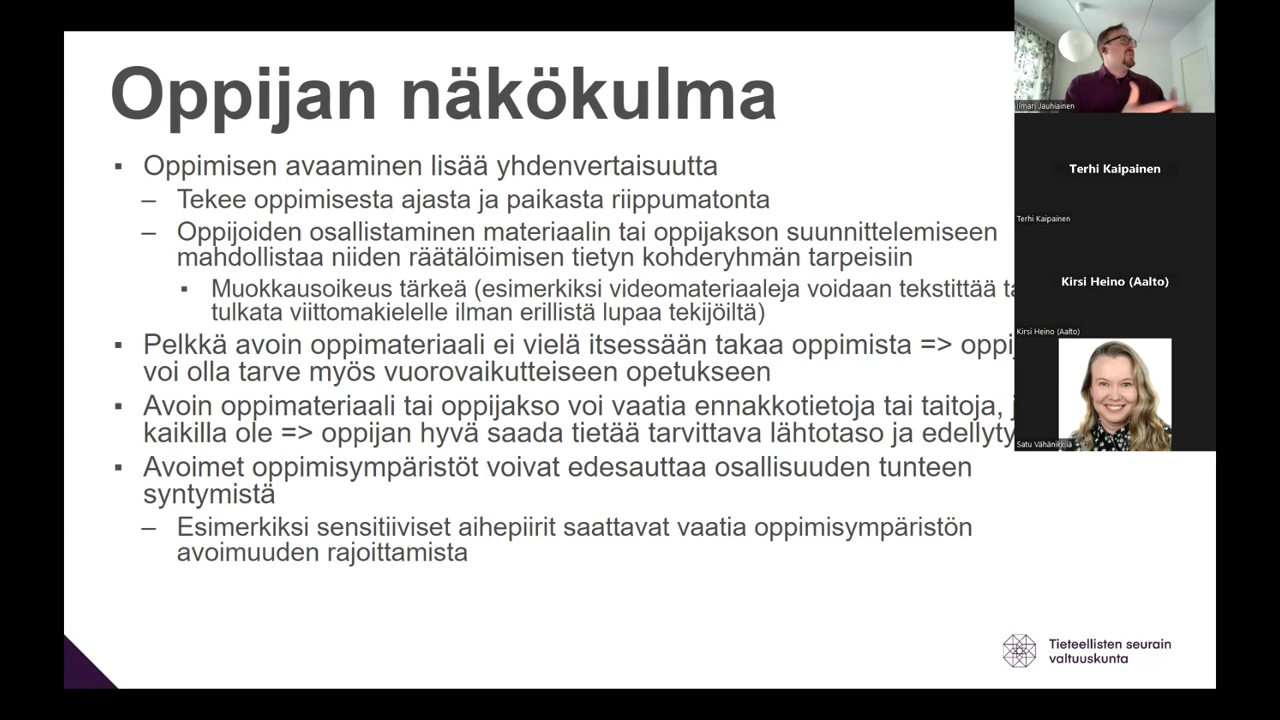 Oppijan näkökulma
▪ Oppimisen avaaminen lisää yhdenvertaisuutta
– Tekee oppimisesta ajasta ja paikasta riippumatonta
– Oppijoiden osallistaminen materiaalin tai oppijakson suunnittelemiseen
mahdollistaa niiden räätälöimisen tietyn kohderyhmän tarpeisiin
▪ Muokkausoikeus tärkeä (esimerkiksi videomateriaaleja voidaan tekstittää
tulkata viittomakielelle ilman erillistä lupaa tekijöiltä)
▪ Pelkkä avoin oppimateriaali ei vielä itsessään takaa oppimista =>
voi olla tarve myös vuorovaikutteiseen opetukseen
▪ Avoin oppimateriaali tai oppijakso voi vaatia ennakkotietoja tai taitoja,
kaikilla ole => oppijan hyvä saada tietää tarvittava lähtotaso ja
▪ Avoimet oppimisympäristöt voivat edesauttaa osallisuuden tunteen
syntymistä
– Esimerkiksi sensitiiviset aihepiirit saattavat vaatia oppimisympäristön
avoimuuden rajoittamista
Tieteellisten seurain
valtuuskunta
Ilmari Jauhiainen
Terhi Kaipainen
Terhi Kaipainen
Kirsi Heino (Aalto)
Kirsi Heino (Aalto)
Satu Vähänikkilä